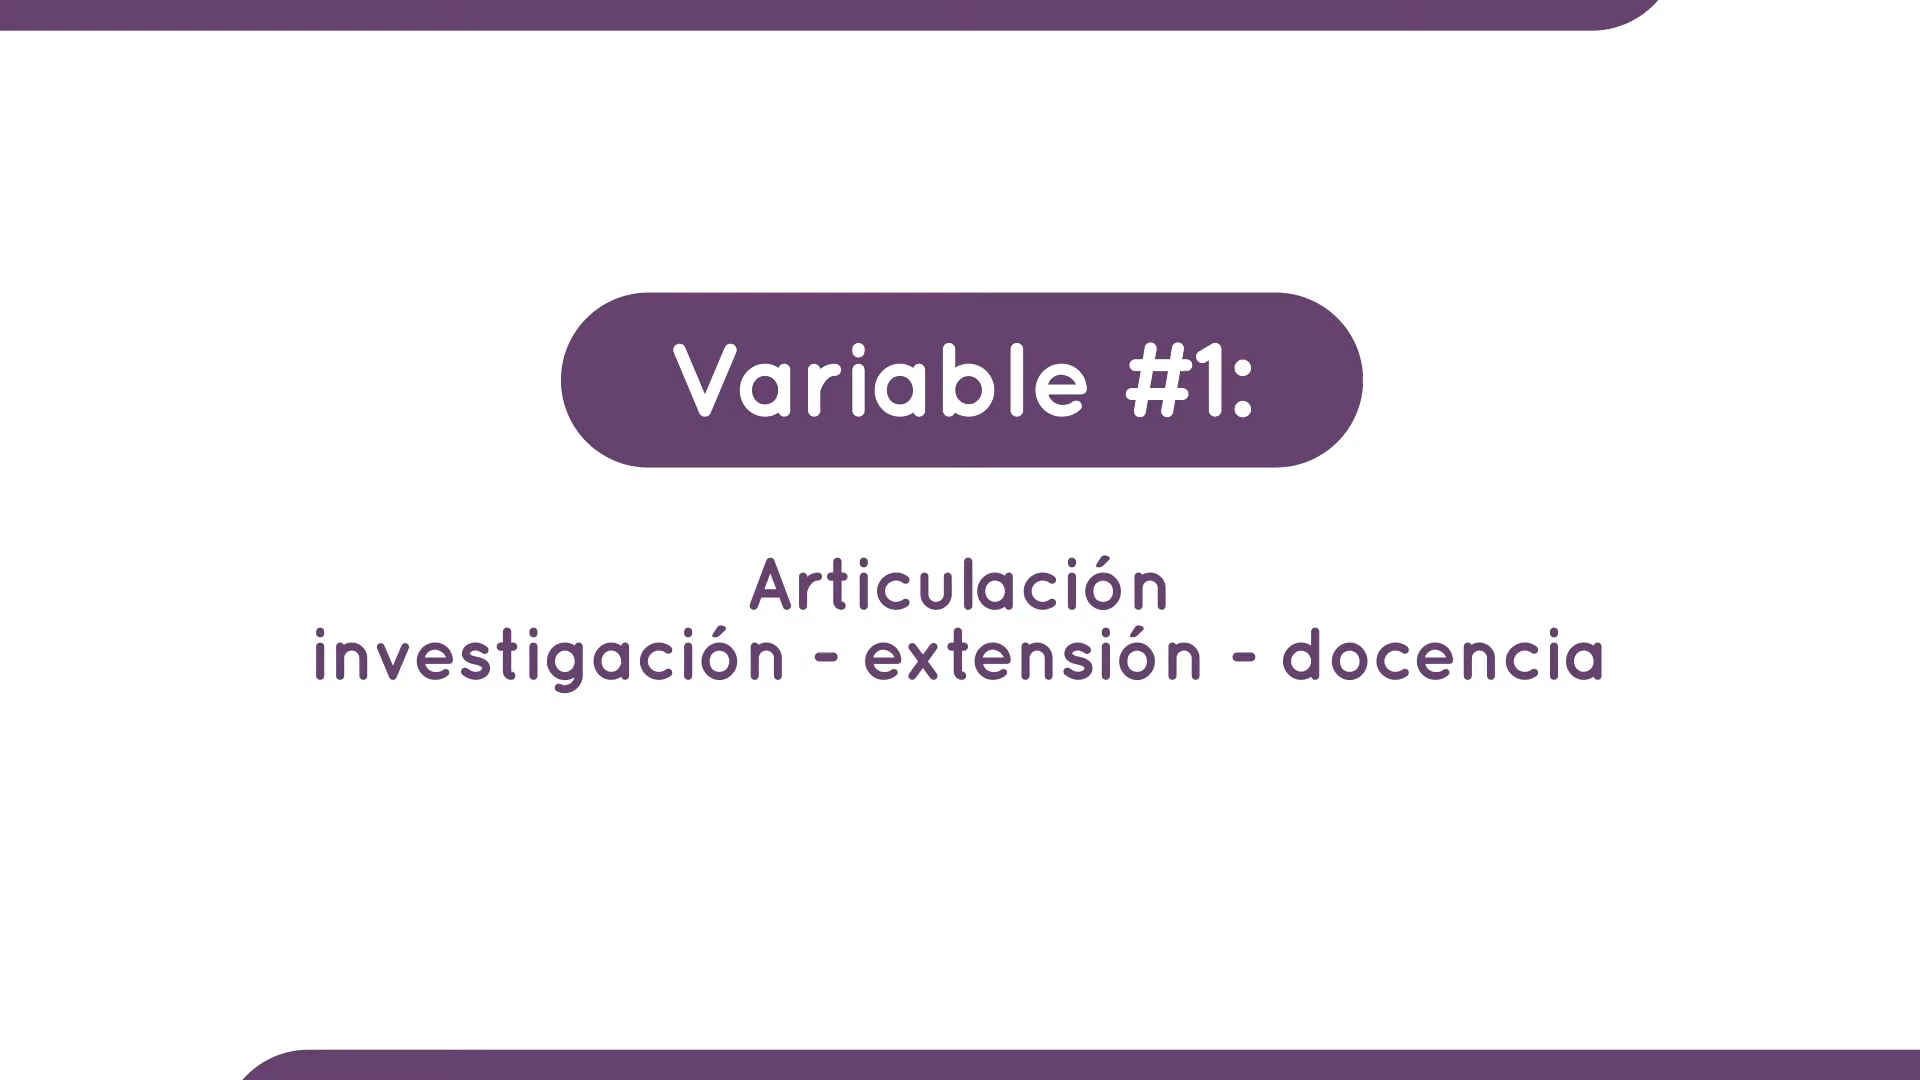 Variable #1:
Articulación
investigación - extensión - docencia